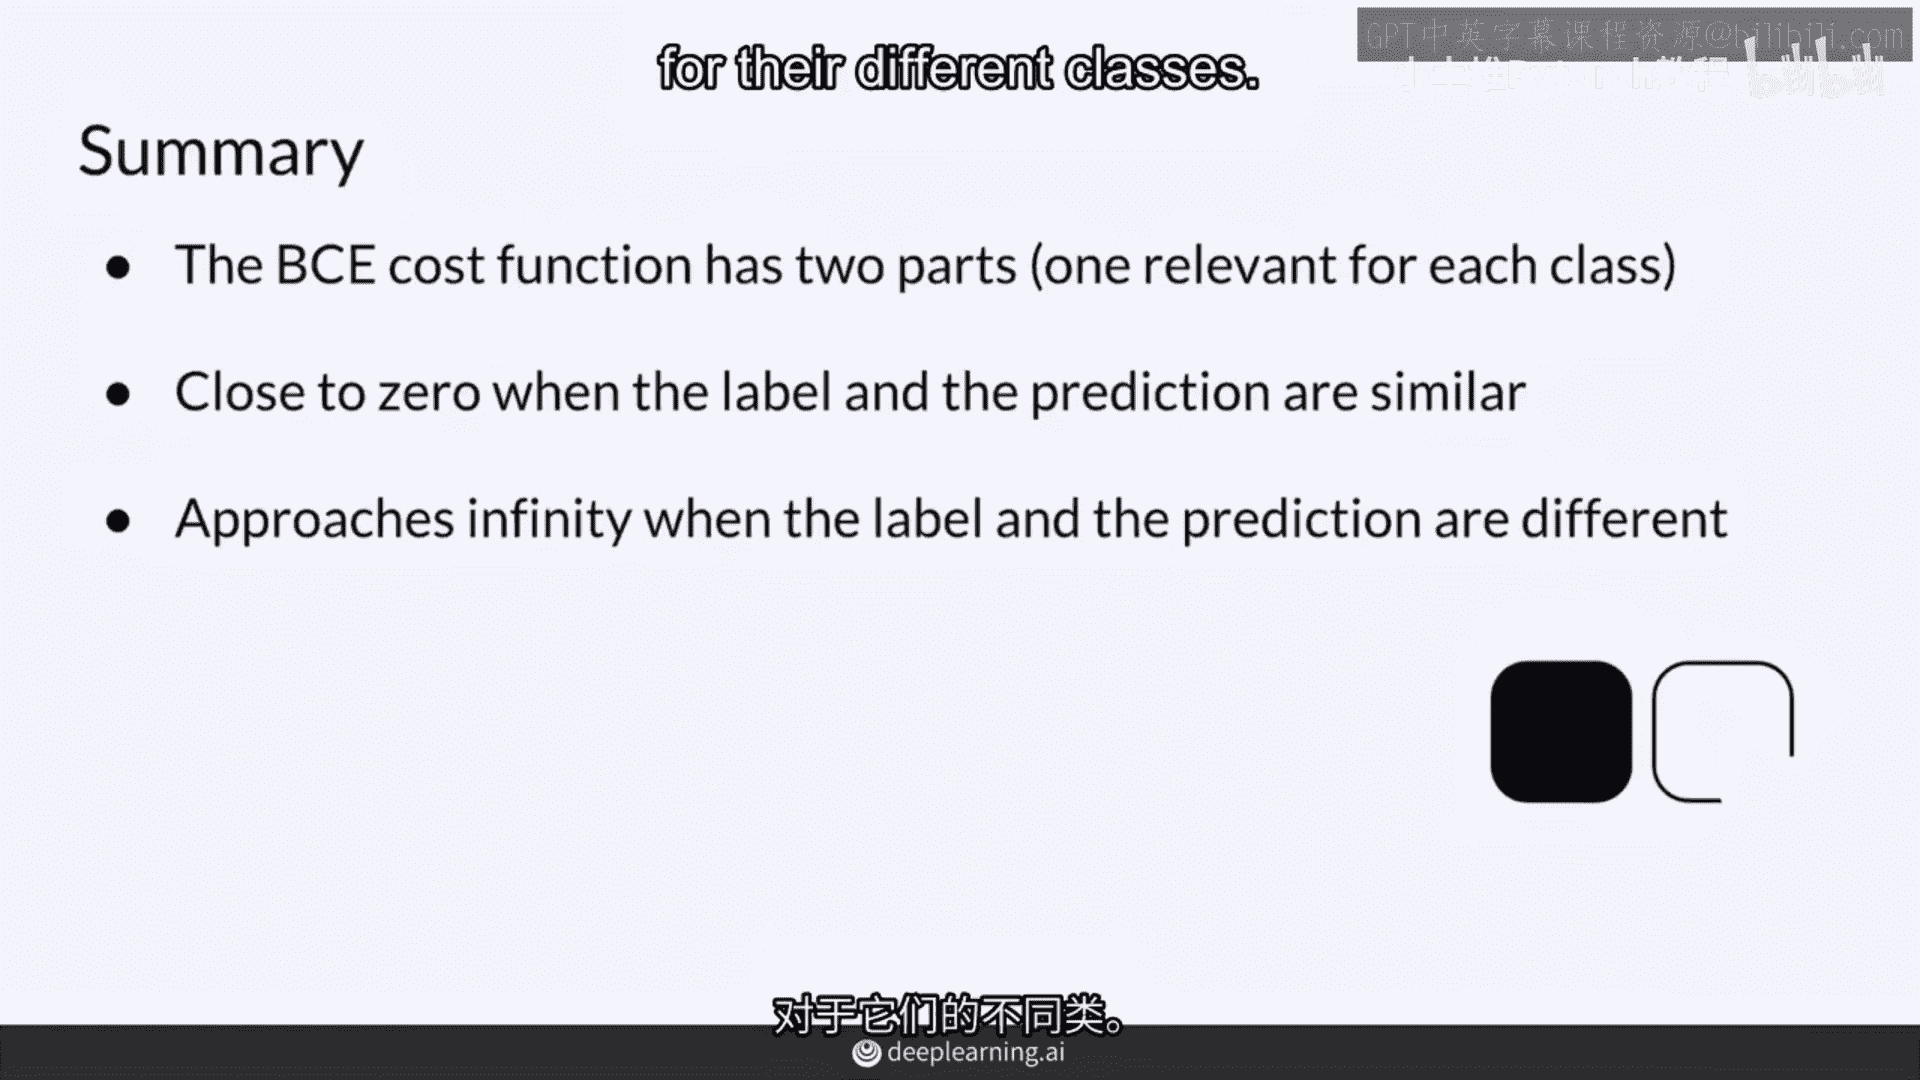 GPT中英字幕课程资源@bilibili.com
for their different classes.
Summary
● The BCE cost function has two parts (one relevant for each class)
● Close to zero when the label and the prediction are similar
● Approaches infinity when the label and the prediction are different
对于它们的不同类。
deeplearning.ai